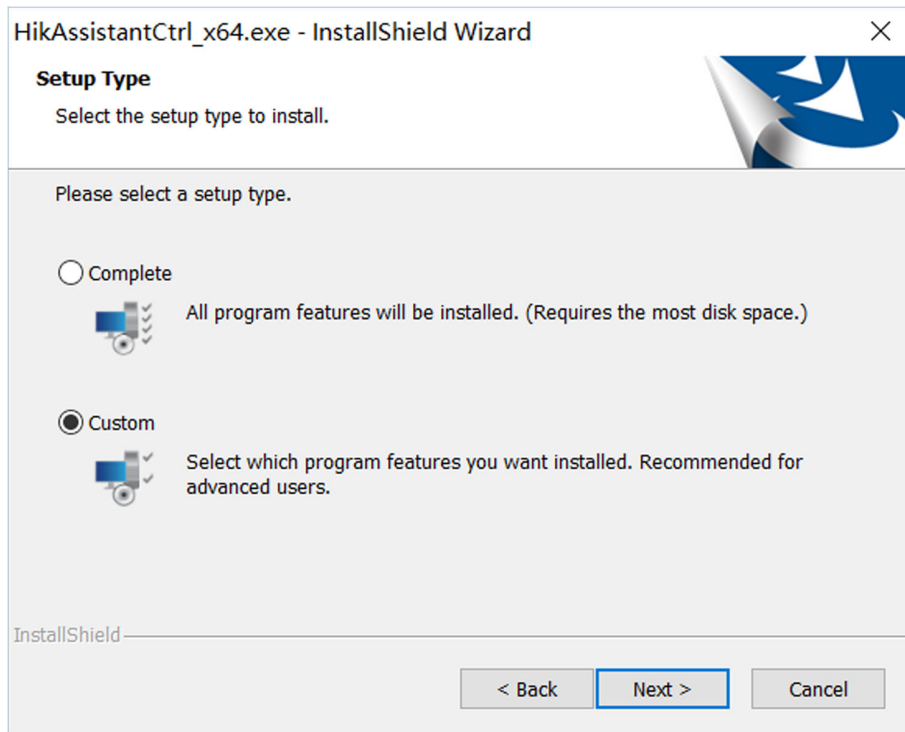 HikAssistantCtrl_x64.exe - InstallShield Wizard
Setup Type
Select the setup type to install.
Please select a setup type.
Complete
All program features will be installed. (Requires the most disk space.)
Custom
Select which program features you want installed. Recommended for
advanced users.
InstallShield
< Back
Next >
Cancel